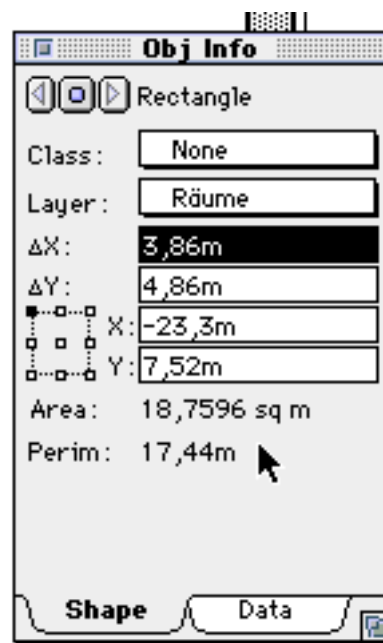 Obj Info
Rectangle
Class: None
Layer: Räume
ΔX: 3,86m
ΔY: 4,86m
X: -23,3m
Y: 7,52m
Area: 18,7596 sq m
Perim: 17,44m
Shape Data